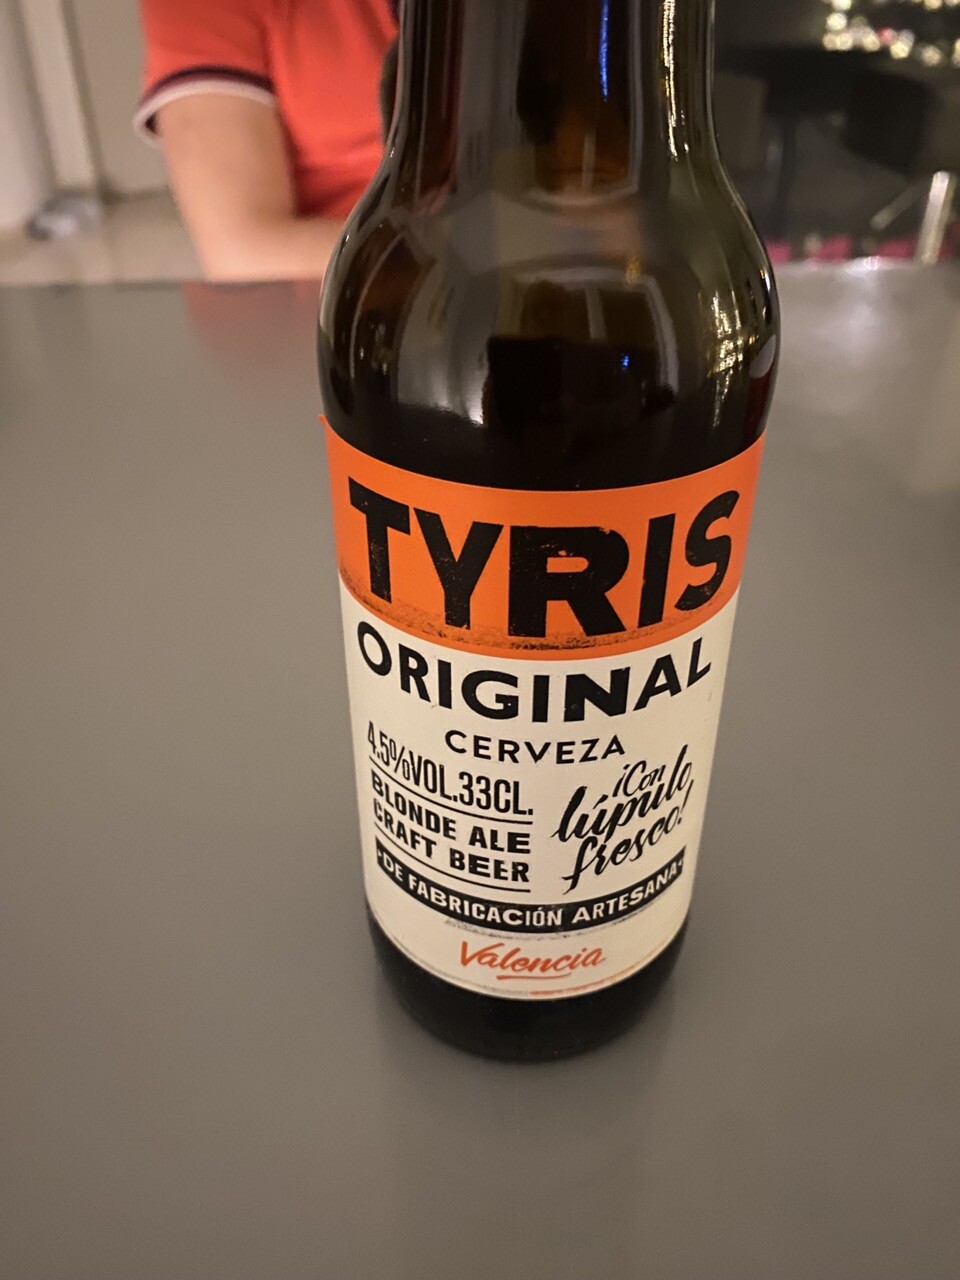 TYRIS
ORIGINAL
CERVEZA
4.5%VOL.33CL.
BLONDE ALE
CRAFT BEER
¡Con
lúpulo
fresco!
·DE FABRICACIÓN ARTESANA·
Valencia